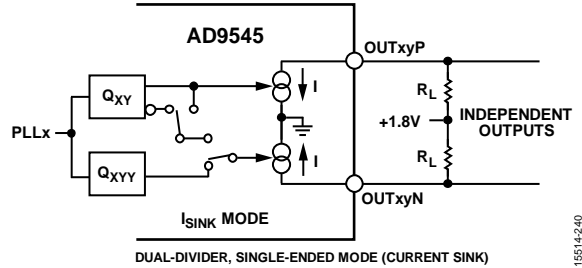 AD9545
OUTxyP
QXY
I
RL
PLLx
+1.8V
INDEPENDENT
OUTPUTS
QXYY
I
RL
OUTxyN
ISINK MODE
DUAL-DIVIDER, SINGLE-ENDED MODE (CURRENT SINK)
15514-240